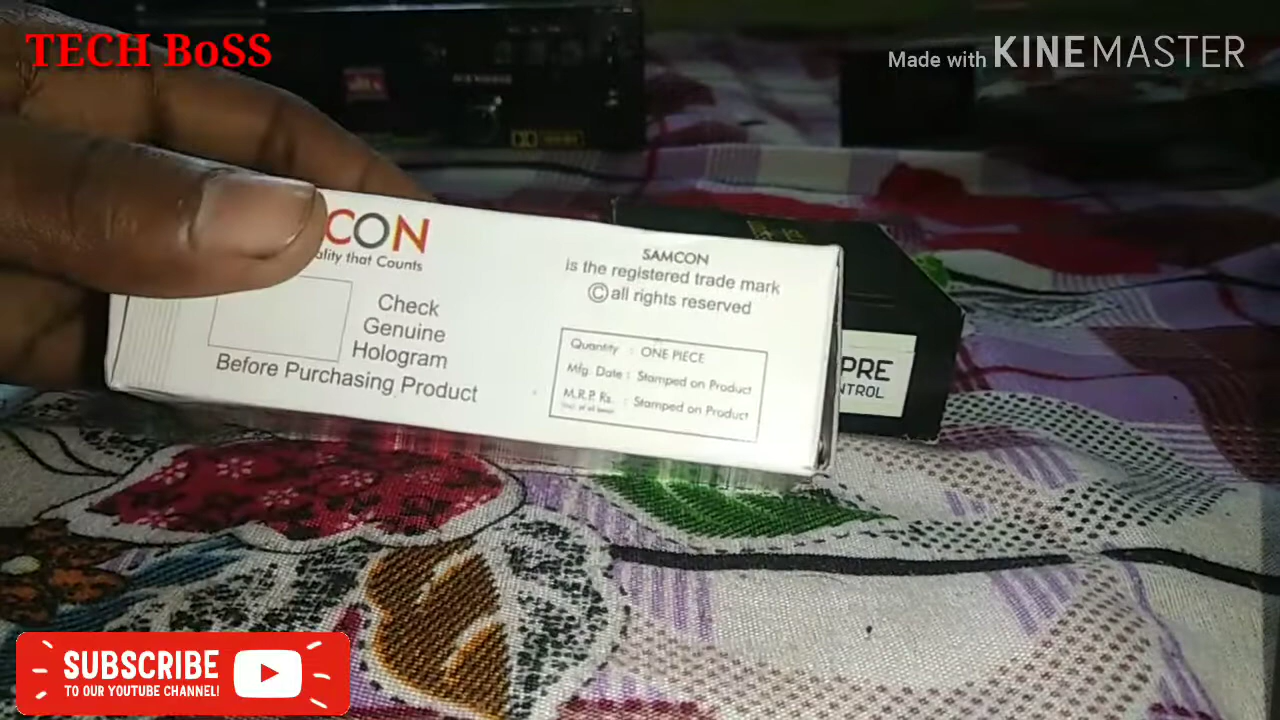 TECH BoSS
Made with KINEMASTER
CON
ality that Counts
Check
Genuine
Hologram
Before Purchasing Product
SAMCON
is the registered trade mark
©all rights reserved
Quantity : ONE PIECE
Mfg. Date : Stamped on Product
M.R.P. Rs. : Stamped on Product
PRE
NTROL
SUBSCRIBE
TO OUR YOUTUBE CHANNEL!